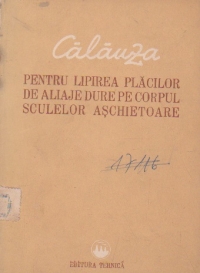 Călăuza
PENTRU LIPIREA PLĂCILOR
DE ALIAJE DURE PE CORPUL
SCULELOR AȘCHIETOARE
EDITURA TEHNICĂ